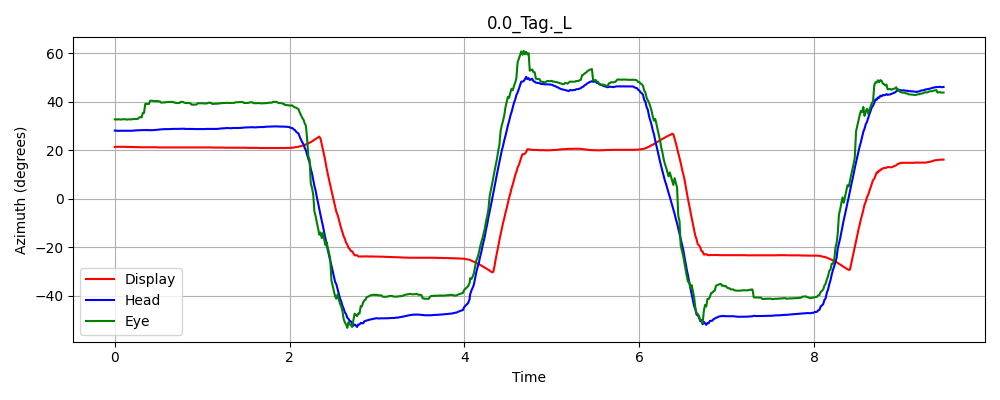 0.0_Tag._L
60
40
20
0
−20
−40
Azimuth (degrees)
Display
Head
Eye
0 2 4 6 8
Time